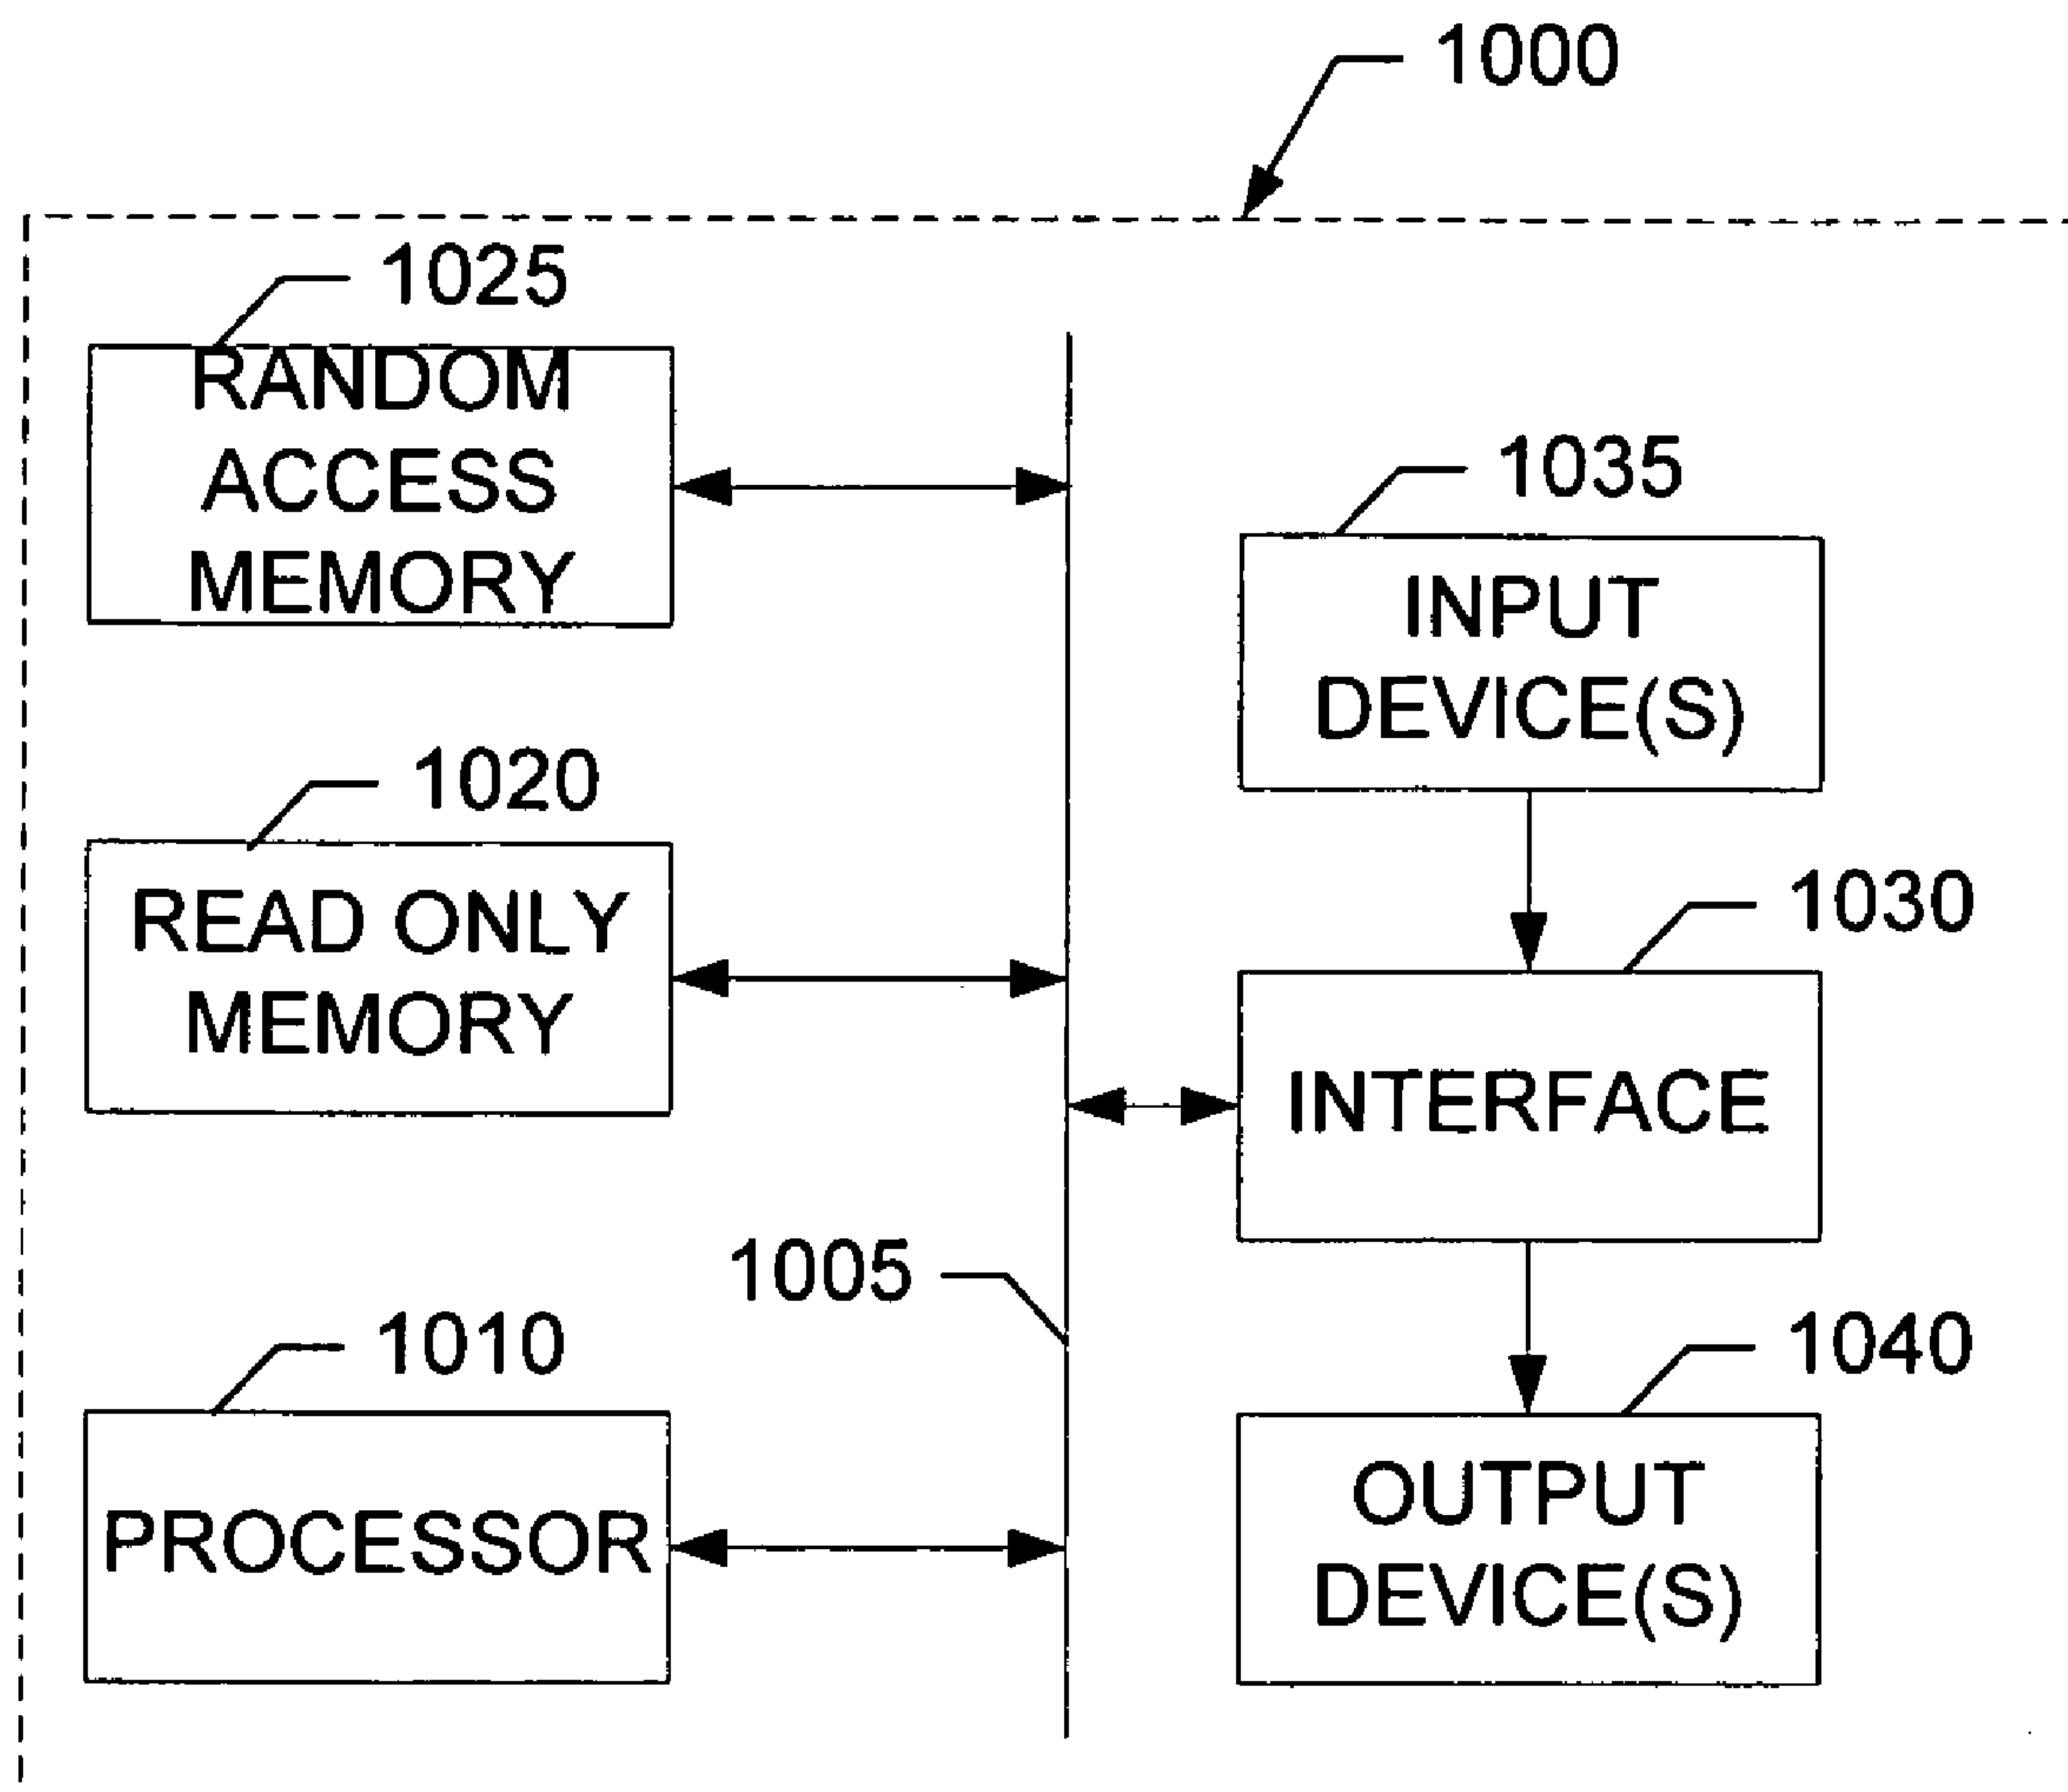 1000
1025
RANDOM
ACCESS
MEMORY
1035
INPUT
DEVICE(S)
1020
READ ONLY
MEMORY
1030
INTERFACE
1005
1010
PROCESSOR
1040
OUTPUT
DEVICE(S)